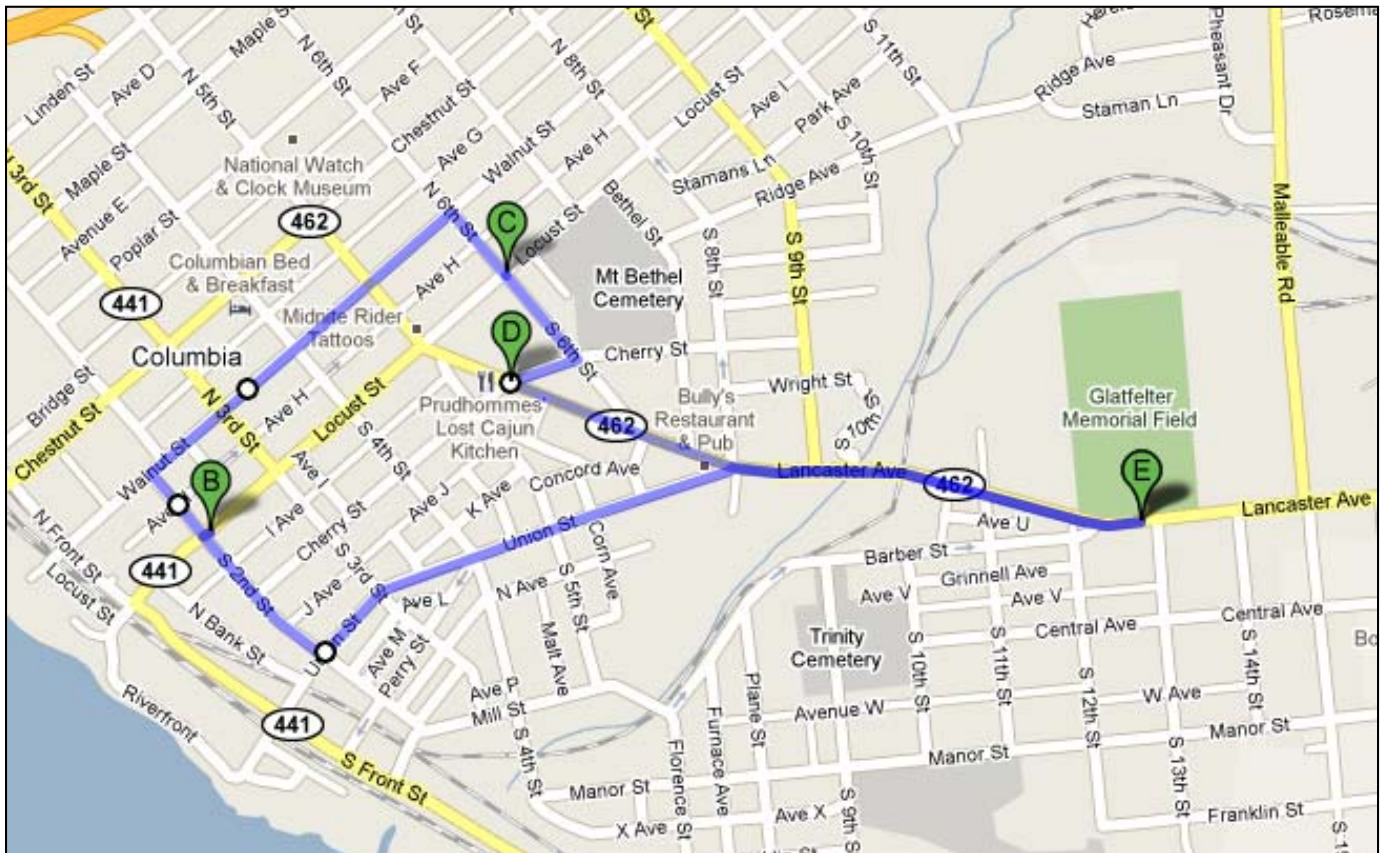 Linden St
Ave D
Maple St
Maple St
N 5th St
N 6th St
Ave F
Chestnut St
Ave G
Walnut St
N 8th St
Ave H
Locust St
Ave I
Park Ave
S 11th St
S 10th St
Ridge Ave
Staman Ln
Pheasant Dr
Malleable Rd
National Watch
& Clock Museum
N 3rd St
Maple St
Avenue E
Poplar St
462
N 6th St
C
Locust St
Stamans Ln
Ridge Ave
Bethel St
S 8th St
S 9th St
Mt Bethel
Cemetery
Columbian Bed
& Breakfast
441
Midnite Rider
Tattoos
Ave H
D
S 6th St
Cherry St
Columbia
Bridge St
N 3rd St
Ave H
Locust St
Prudhommes
Lost Cajun
Kitchen
462
Bully's
Restaurant
& Pub
Wright St
S 10th St
Glatfelter
Memorial Field
Chestnut St
Walnut St
B
Ave I
S 4th St
Concord Ave
Lancaster Ave
462
E
Lancaster Ave
N Front St
Locust St
441
I Ave
Cherry St
Ave J
K Ave
S 3rd St
Union St
Corn Ave
Ave U
Barber St
Grinnell Ave
S 2nd St
J Ave
Ave L
N Ave
S 5th St
Ave V
Ave V
Central Ave
Central Ave
N Bank St
Ave M
Perry St
Malt Ave
Trinity
Cemetery
S 10th St
S 11th St
S 12th St
S 14th St
Riverfront
441
S Front St
Ave P
Mill St
S 4th St
Florence St
Furnace Ave
Plane St
Avenue W
W Ave
Manor St
Manor St
Manor St
X Ave
Ave X
S 9th St
S 13th St
Franklin St